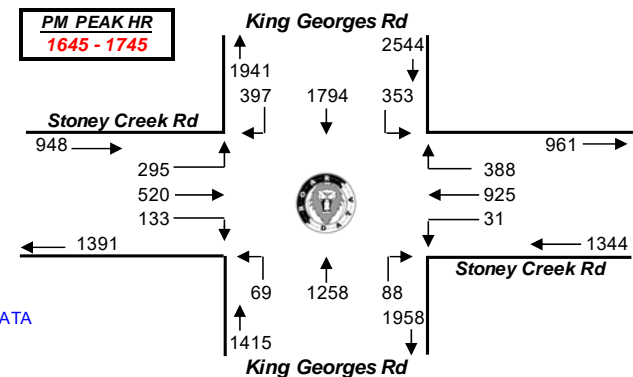 PM PEAK HR
1645 - 1745
King Georges Rd
1941
2544
397
1794
353
Stoney Creek Rd
948
961
295
388
520
925
133
31
1391
1344
Stoney Creek Rd
69
1258
88
ATA
1415
1958
King Georges Rd